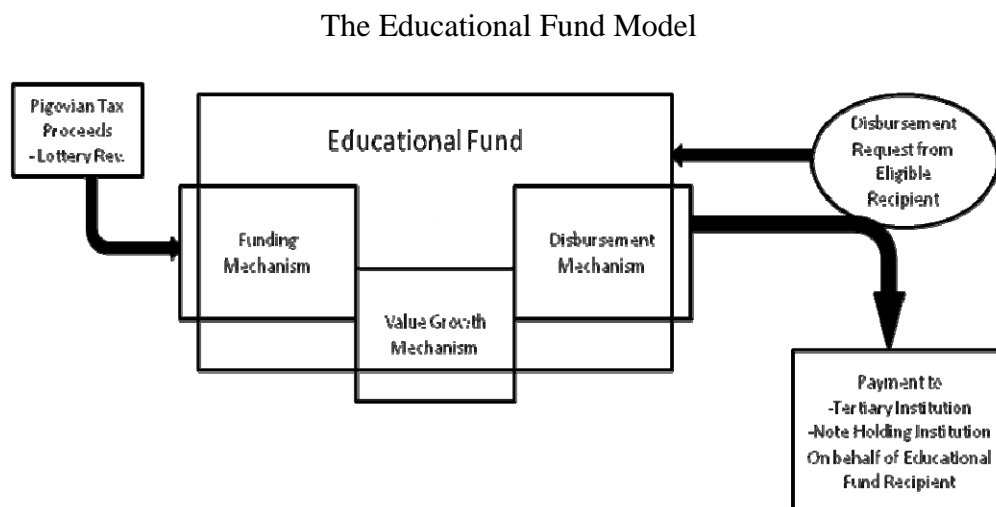 The Educational Fund Model
Pigovian Tax
Proceeds
-Lottery Rev.
Educational Fund
Disbursement
Request from
Eligible
Recipient
Funding
Mechanism
Disbursement
Mechanism
Value Growth
Mechanism
Payment to
-Tertiary Institution
-Note Holding Institution
On behalf of Educational
Fund Recipient